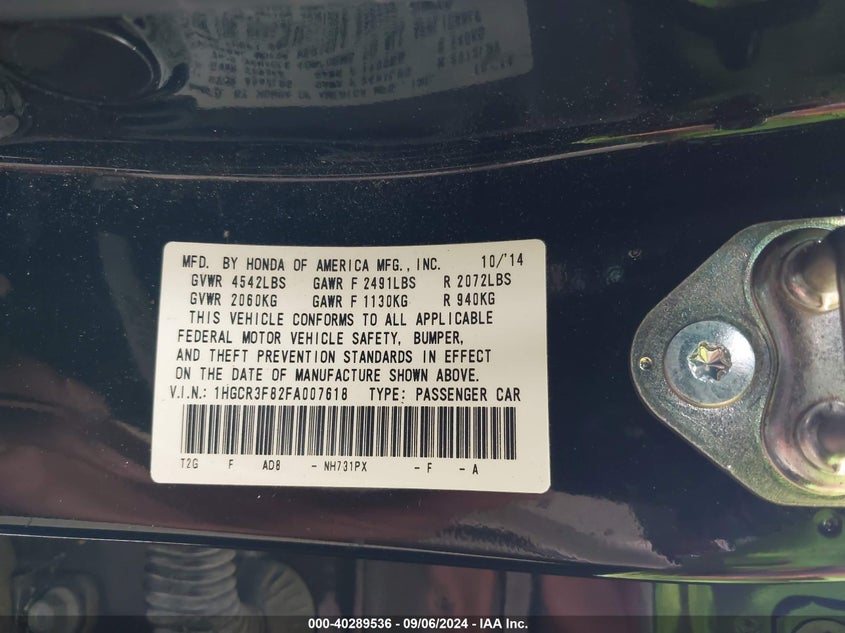 MFD. BY HONDA OF AMERICA MFG., INC. 10/'14
GVWR 4542LBS GAWR F 2491LBS R 2072LBS
GVWR 2060KG GAWR F 1130KG R 940KG
THIS VEHICLE CONFORMS TO ALL APPLICABLE
FEDERAL MOTOR VEHICLE SAFETY, BUMPER,
AND THEFT PREVENTION STANDARDS IN EFFECT
ON THE DATE OF MANUFACTURE SHOWN ABOVE.
V.I.N.: 1HGCR3F82FA007618 TYPE: PASSENGER CAR
T2G F AD8 - NH731PX - F - A
000-40289536 - 09/06/2024 - IAA Inc.